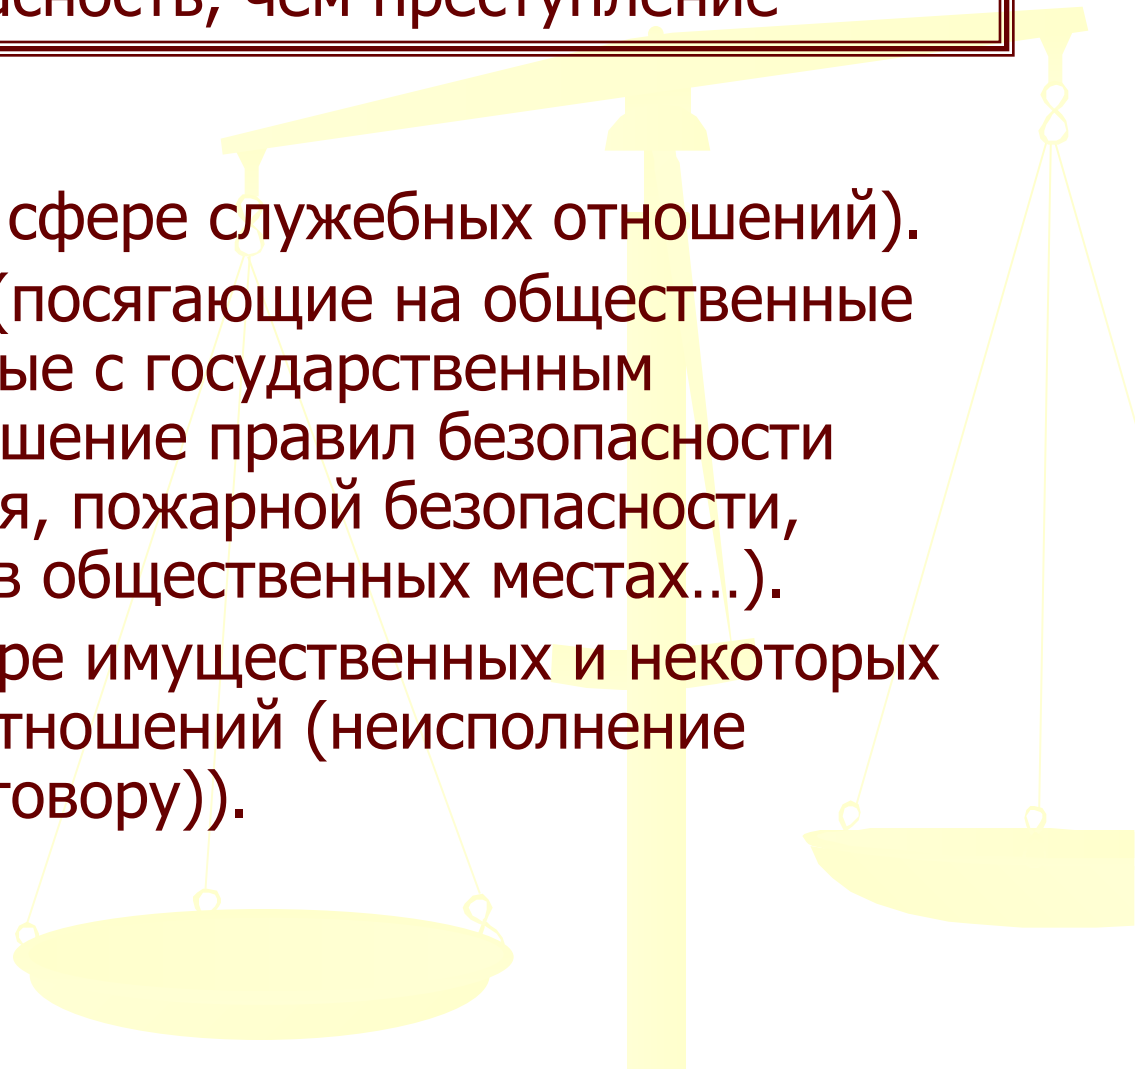 асность, чем преступление
сфере служебных отношений).
(посягающие на общественные
ые с государственным
шение правил безопасности
я, пожарной безопасности,
в общественных местах…).
ре имущественных и некоторых
тношений (неисполнение
говору)).